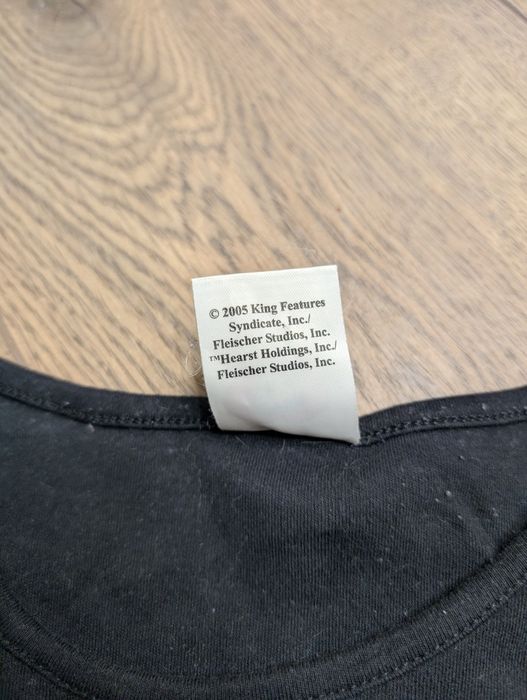 © 2005 King Features
Syndicate, Inc./
Fleischer Studios, Inc.
™Hearst Holdings, Inc./
Fleischer Studios, Inc.